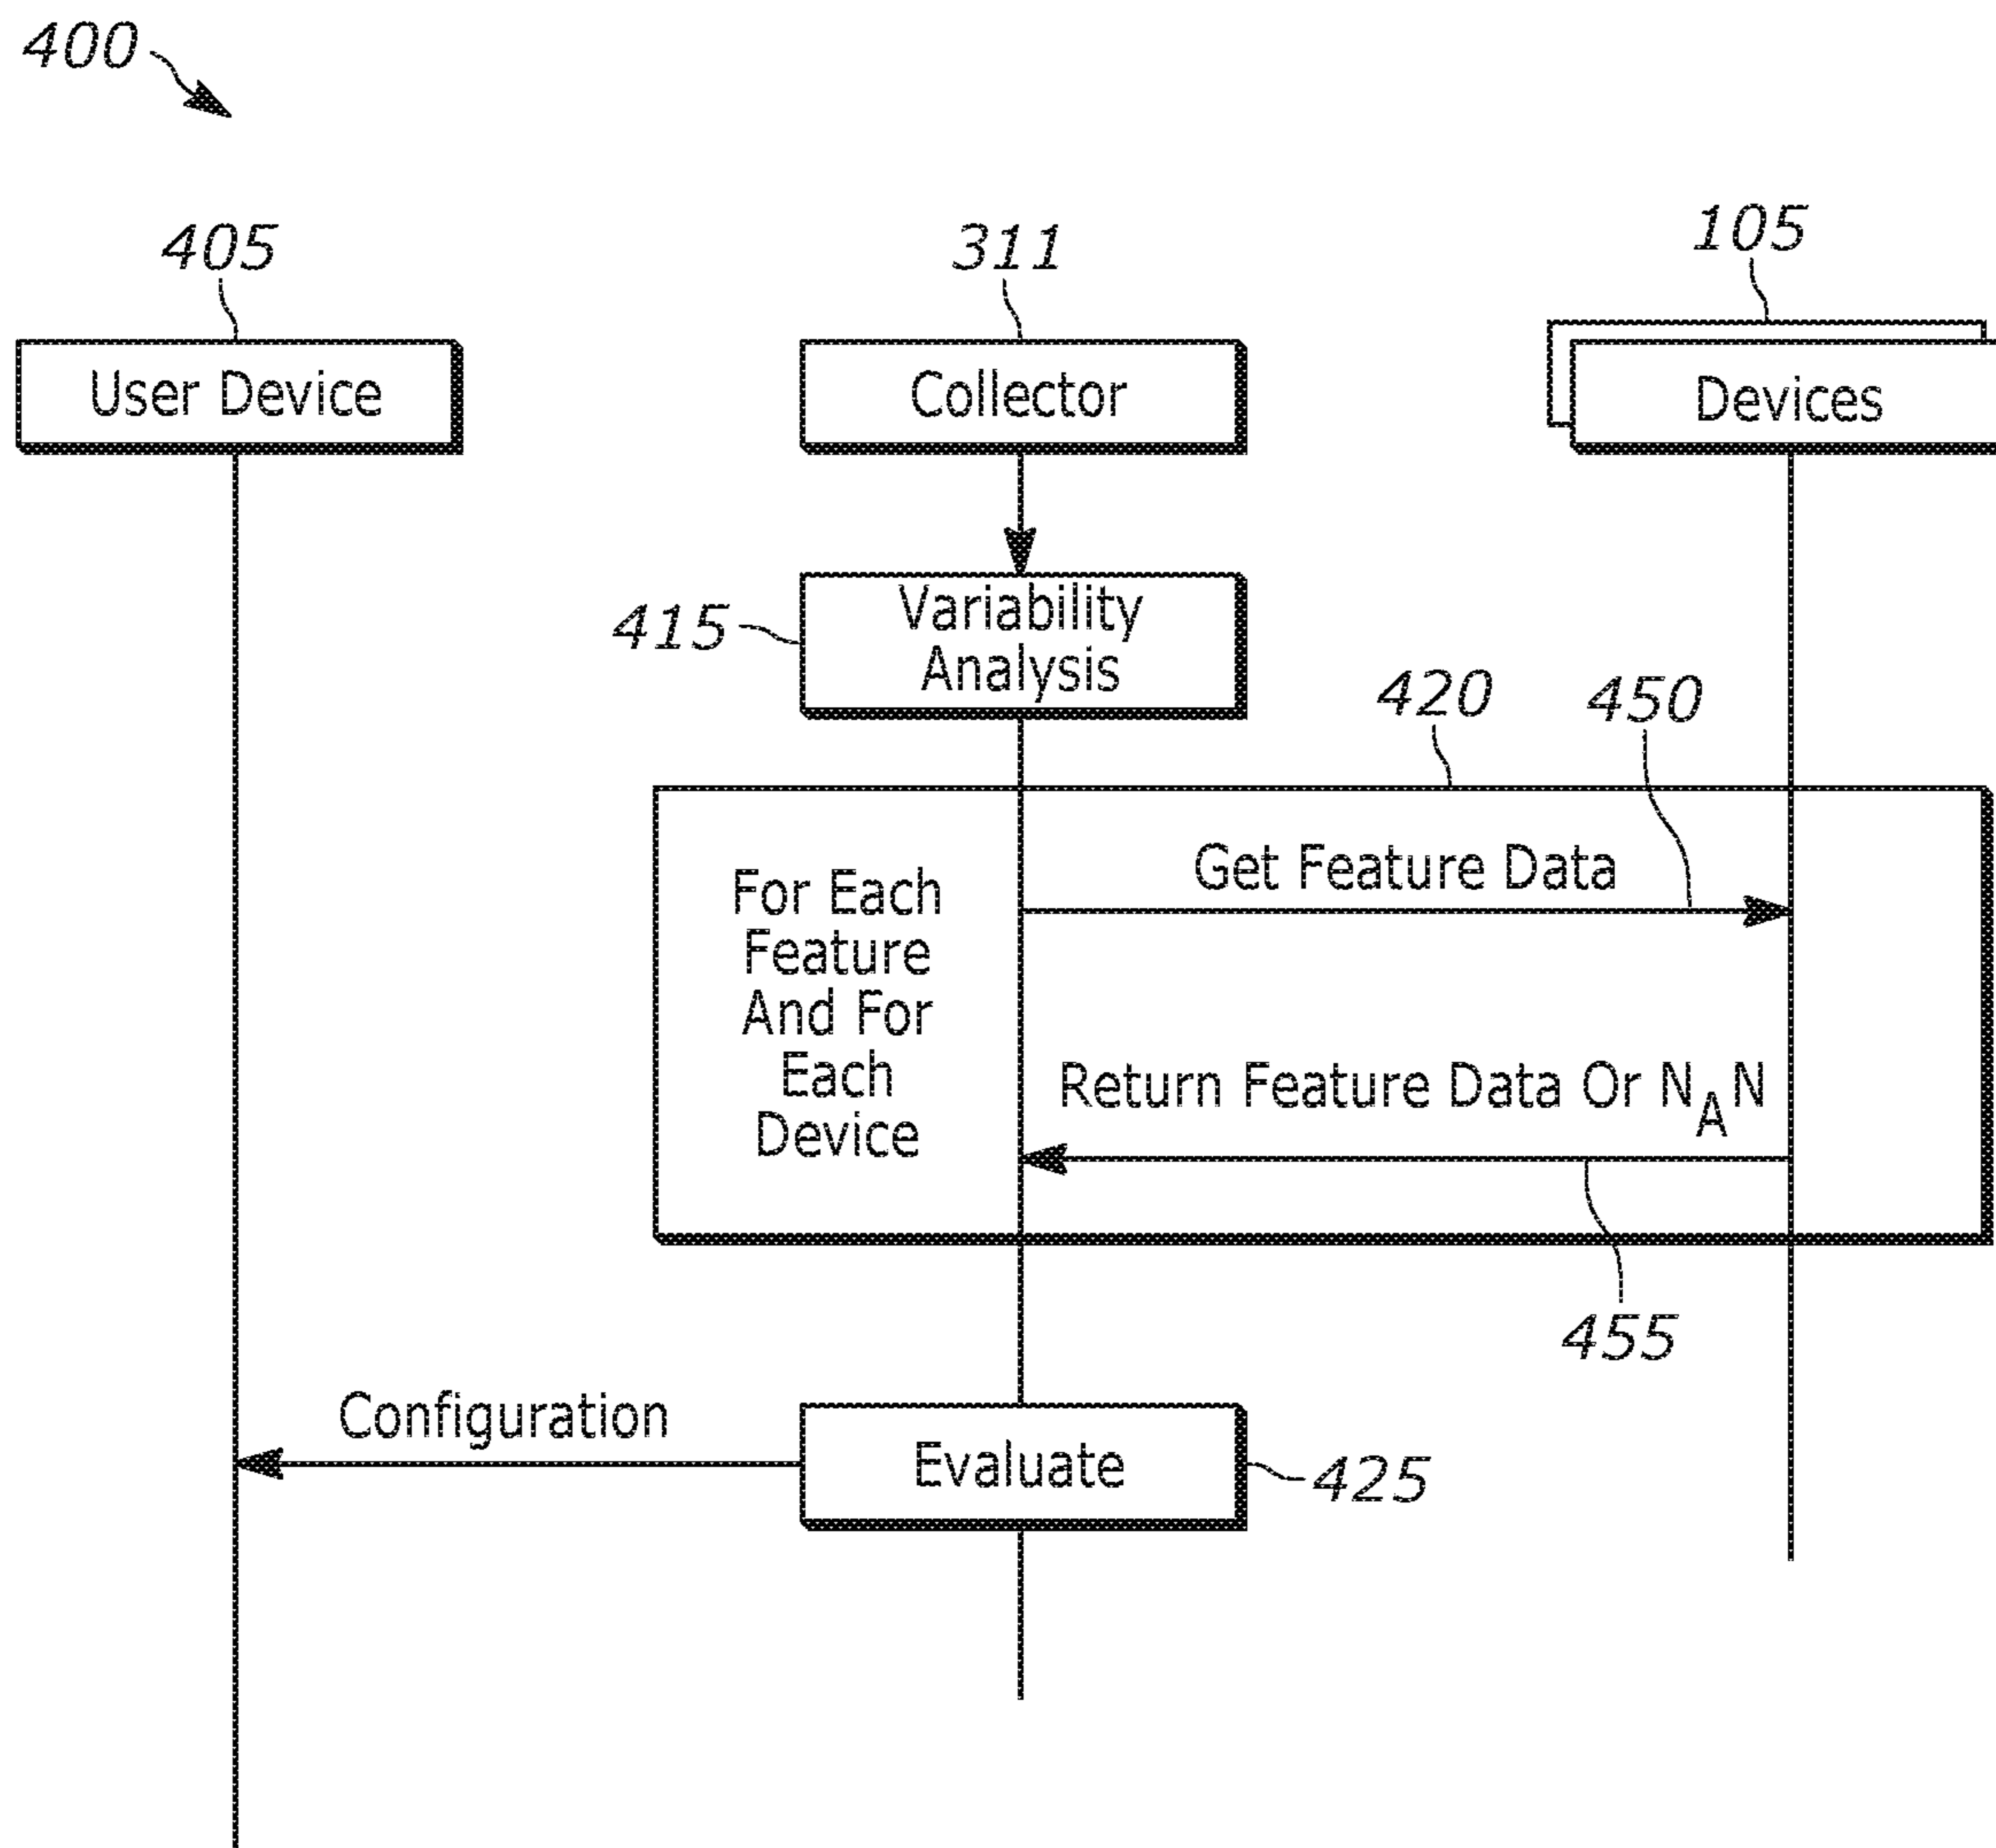 400
405
311
105
User Device
Collector
Devices
415
Variability
Analysis
420
450
For Each
Feature
And For
Each
Device
Get Feature Data
Return Feature Data Or NAN
455
Configuration
Evaluate
425